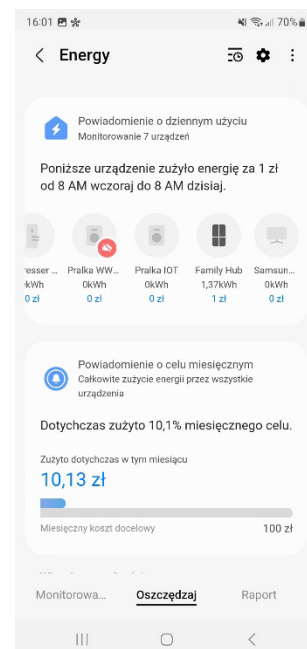 16:01 70%
Energy
Powiadomienie o dziennym użyciu
Monitorowanie 7 urządzeń
Poniższe urządzenie zużyło energię za 1 zł
od 8 AM wczoraj do 8 AM dzisiaj.
esser ... Pralka WW... Pralka IOT Family Hub Samsun...
kWh 0kWh 0kWh 1,37kWh 0kWh
0 zł 0 zł 0 zł 1 zł 0 zł
Powiadomienie o celu miesięcznym
Całkowite zużycie energii przez wszystkie
urządzenia
Dotychczas zużyto 10,1% miesięcznego celu.
Zużyto dotychczas w tym miesiącu
10,13 zł
Miesięczny koszt docelowy 100 zł
Monitorowa... Oszczędzaj Raport